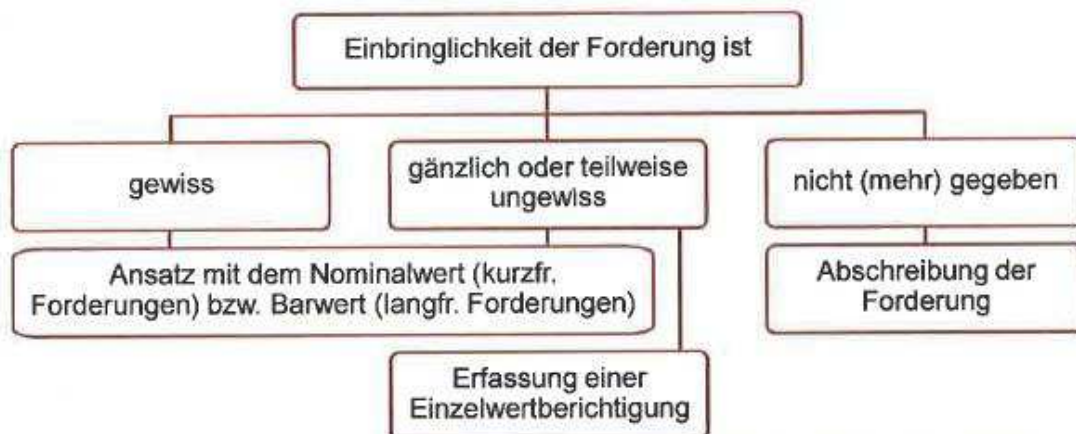 Einbringlichkeit der Forderung ist
gewiss
gänzlich oder teilweise
ungewiss
nicht (mehr) gegeben
Ansatz mit dem Nominalwert (kurzfr.
Forderungen) bzw. Barwert (langfr. Forderungen)
Abschreibung der
Forderung
Erfassung einer
Einzelwertberichtigung